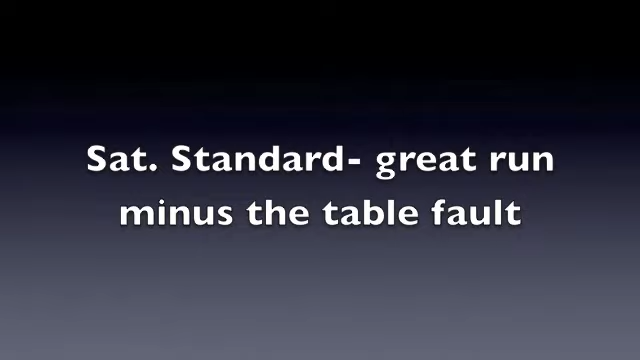 Sat. Standard- great run
minus the table fault